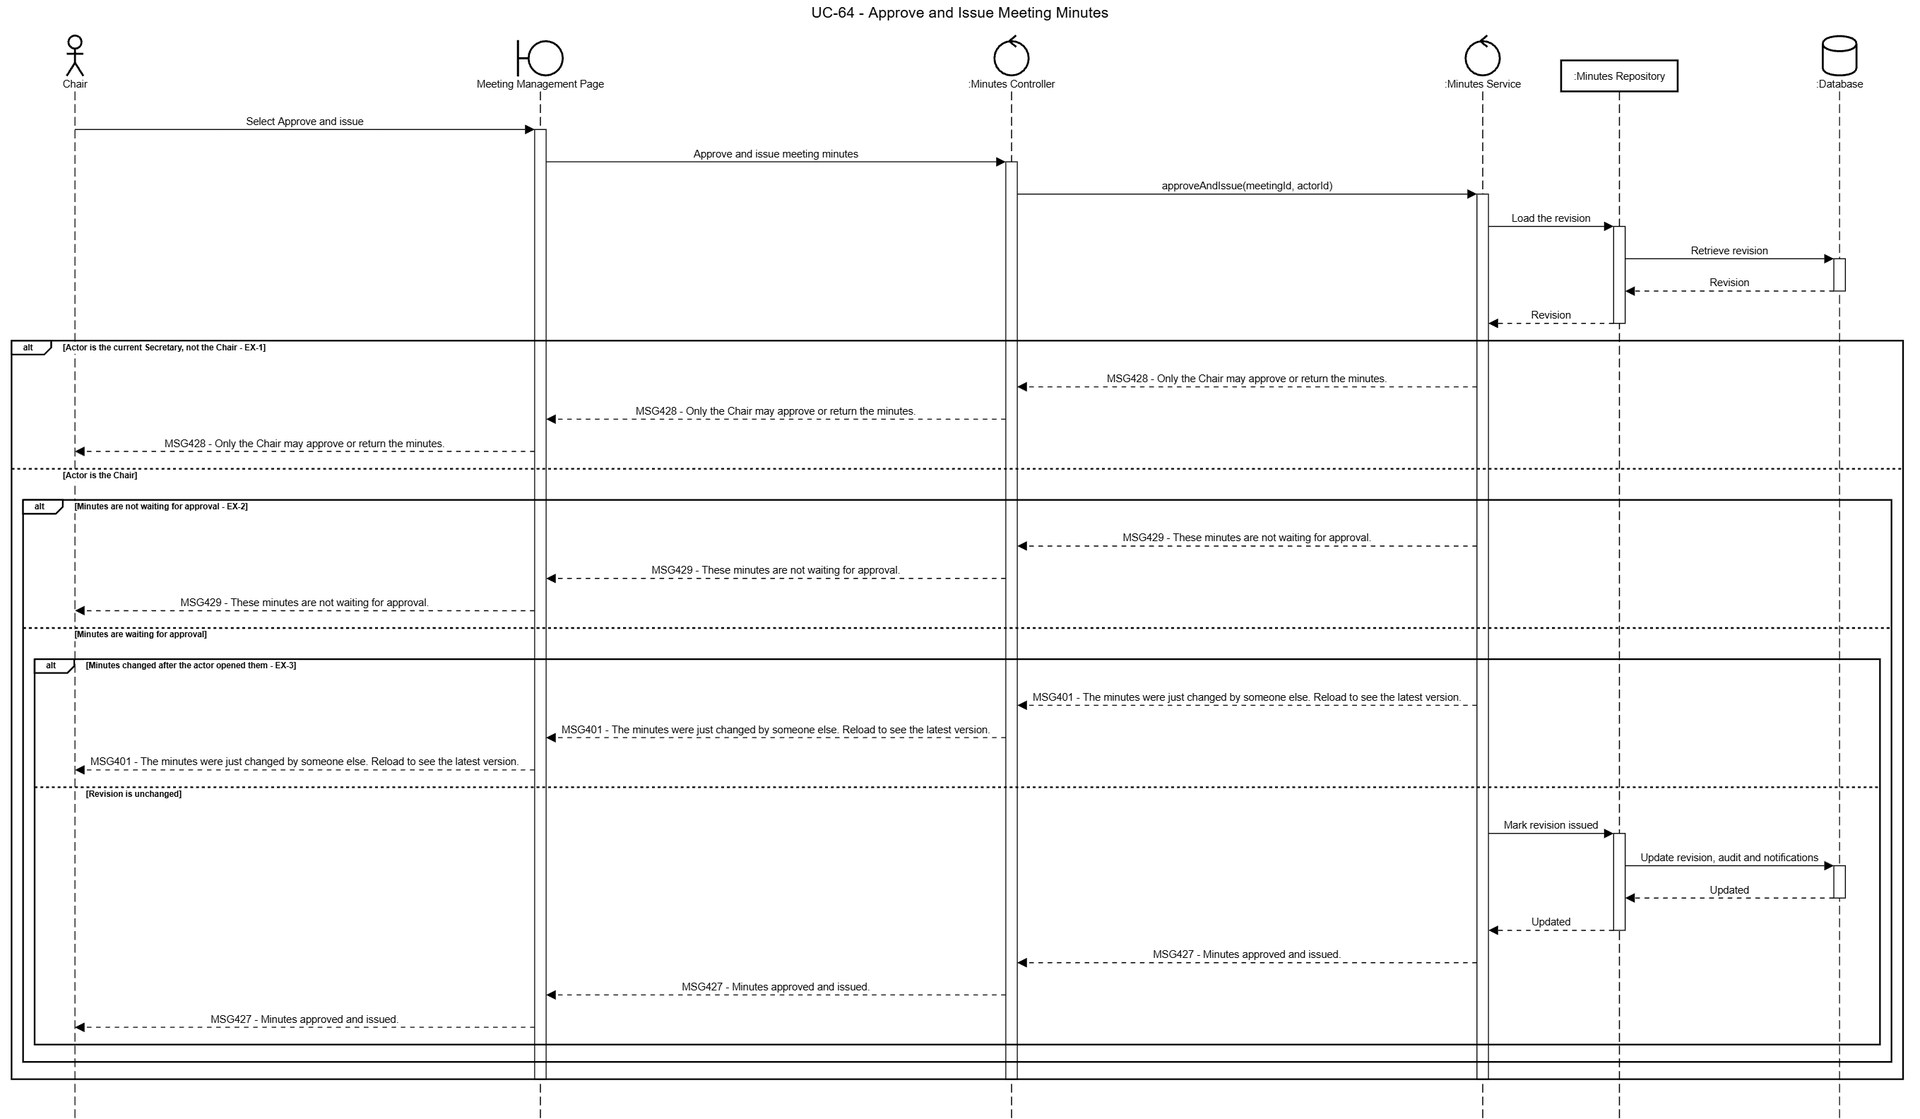 UC-64 - Approve and Issue Meeting Minutes
Chair
Meeting Management Page
:Minutes Controller
:Minutes Service
:Minutes Repository
:Database
Select Approve and issue
Approve and issue meeting minutes
approveAndIssue(meetingId, actorId)
Load the revision
Retrieve revision
Revision
Revision
alt
[Actor is the current Secretary, not the Chair - EX-1]
MSG428 - Only the Chair may approve or return the minutes.
MSG428 - Only the Chair may approve or return the minutes.
MSG428 - Only the Chair may approve or return the minutes.
[Actor is the Chair]
alt
[Minutes are not waiting for approval - EX-2]
MSG429 - These minutes are not waiting for approval.
MSG429 - These minutes are not waiting for approval.
MSG429 - These minutes are not waiting for approval.
[Minutes are waiting for approval]
alt
[Minutes changed after the actor opened them - EX-3]
MSG401 - The minutes were just changed by someone else. Reload to see the latest version.
MSG401 - The minutes were just changed by someone else. Reload to see the latest version.
MSG401 - The minutes were just changed by someone else. Reload to see the latest version.
[Revision is unchanged]
Mark revision issued
Update revision, audit and notifications
Updated
Updated
MSG427 - Minutes approved and issued.
MSG427 - Minutes approved and issued.
MSG427 - Minutes approved and issued.